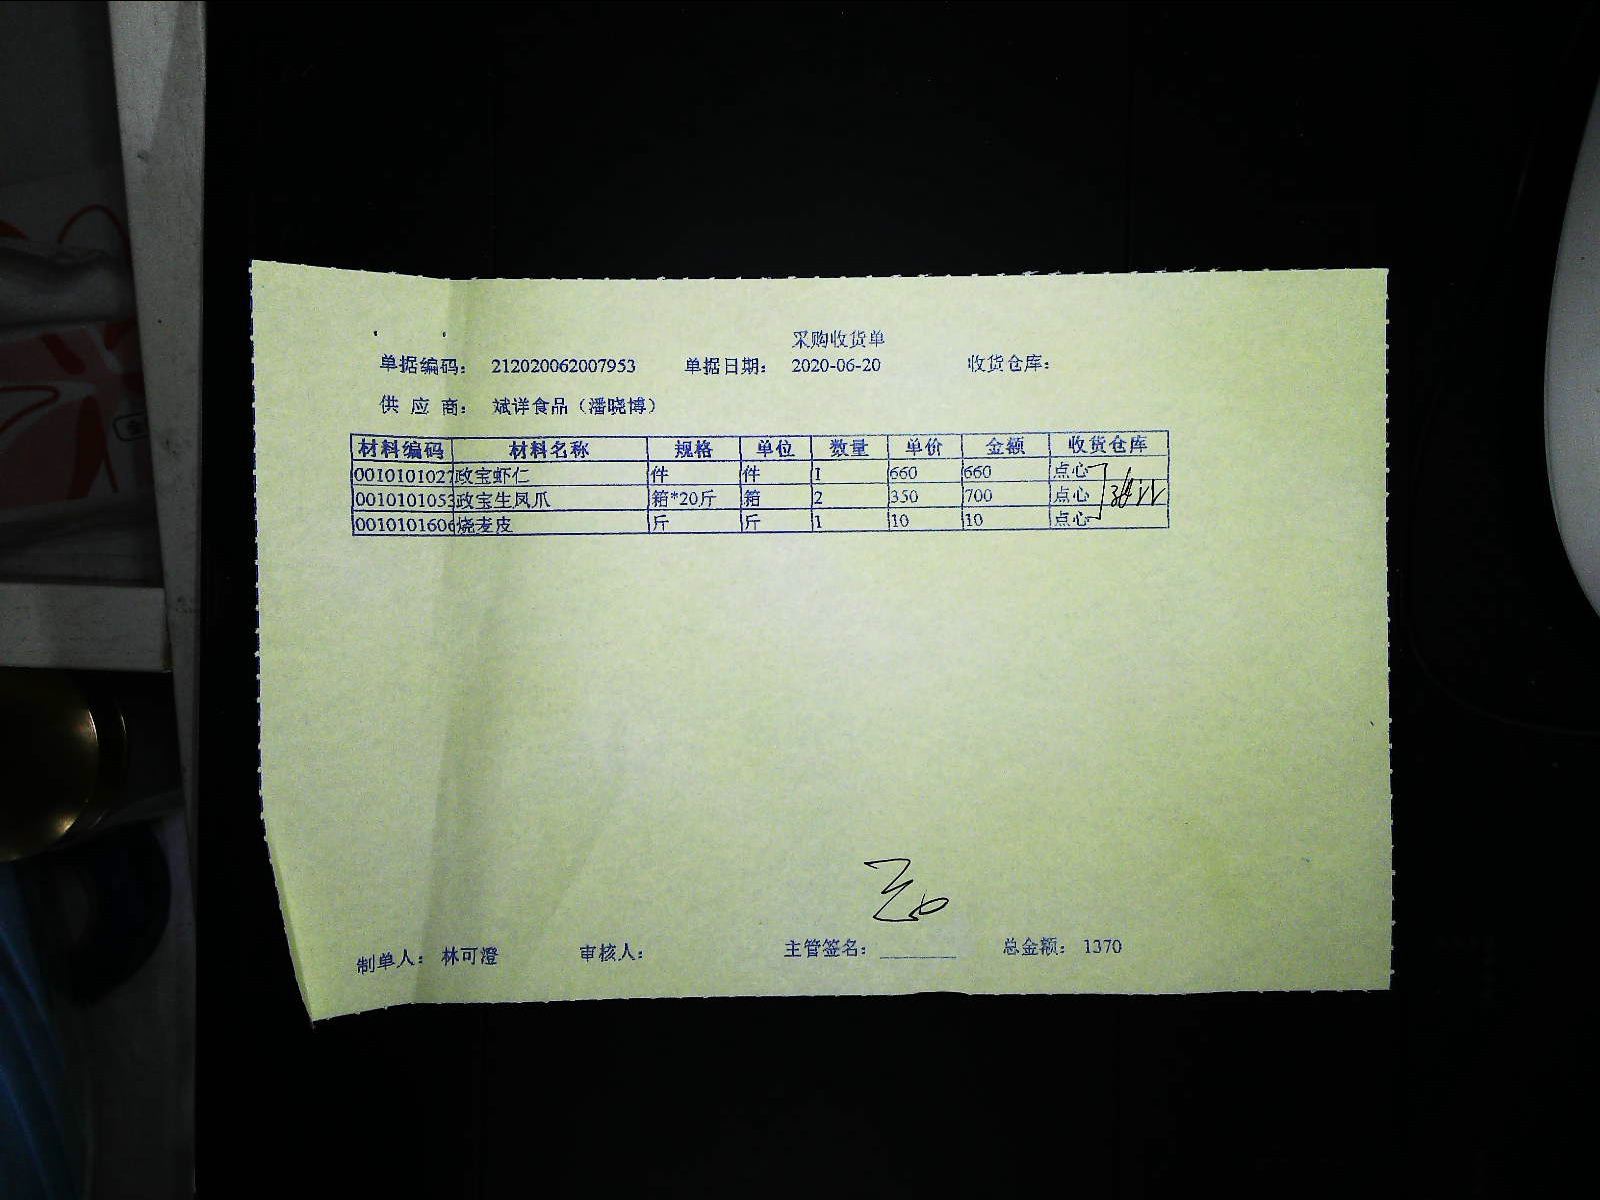 采购收货单
单据编码： 212020062007953 单据日期： 2020-06-20 收货仓库：
供 应 商： 斌详食品（潘晓博）
材料编码 材料名称 规格 单位 数量 单价 金额 收货仓库
0010101027 政宝虾仁 件 件 1 660 660 点心
0010101053 政宝生凤爪 箱*20斤 箱 2 350 700 点心
0010101606 烧麦皮 斤 斤 1 10 10 点心
制单人： 林可澄 审核人： 主管签名： 总金额： 1370